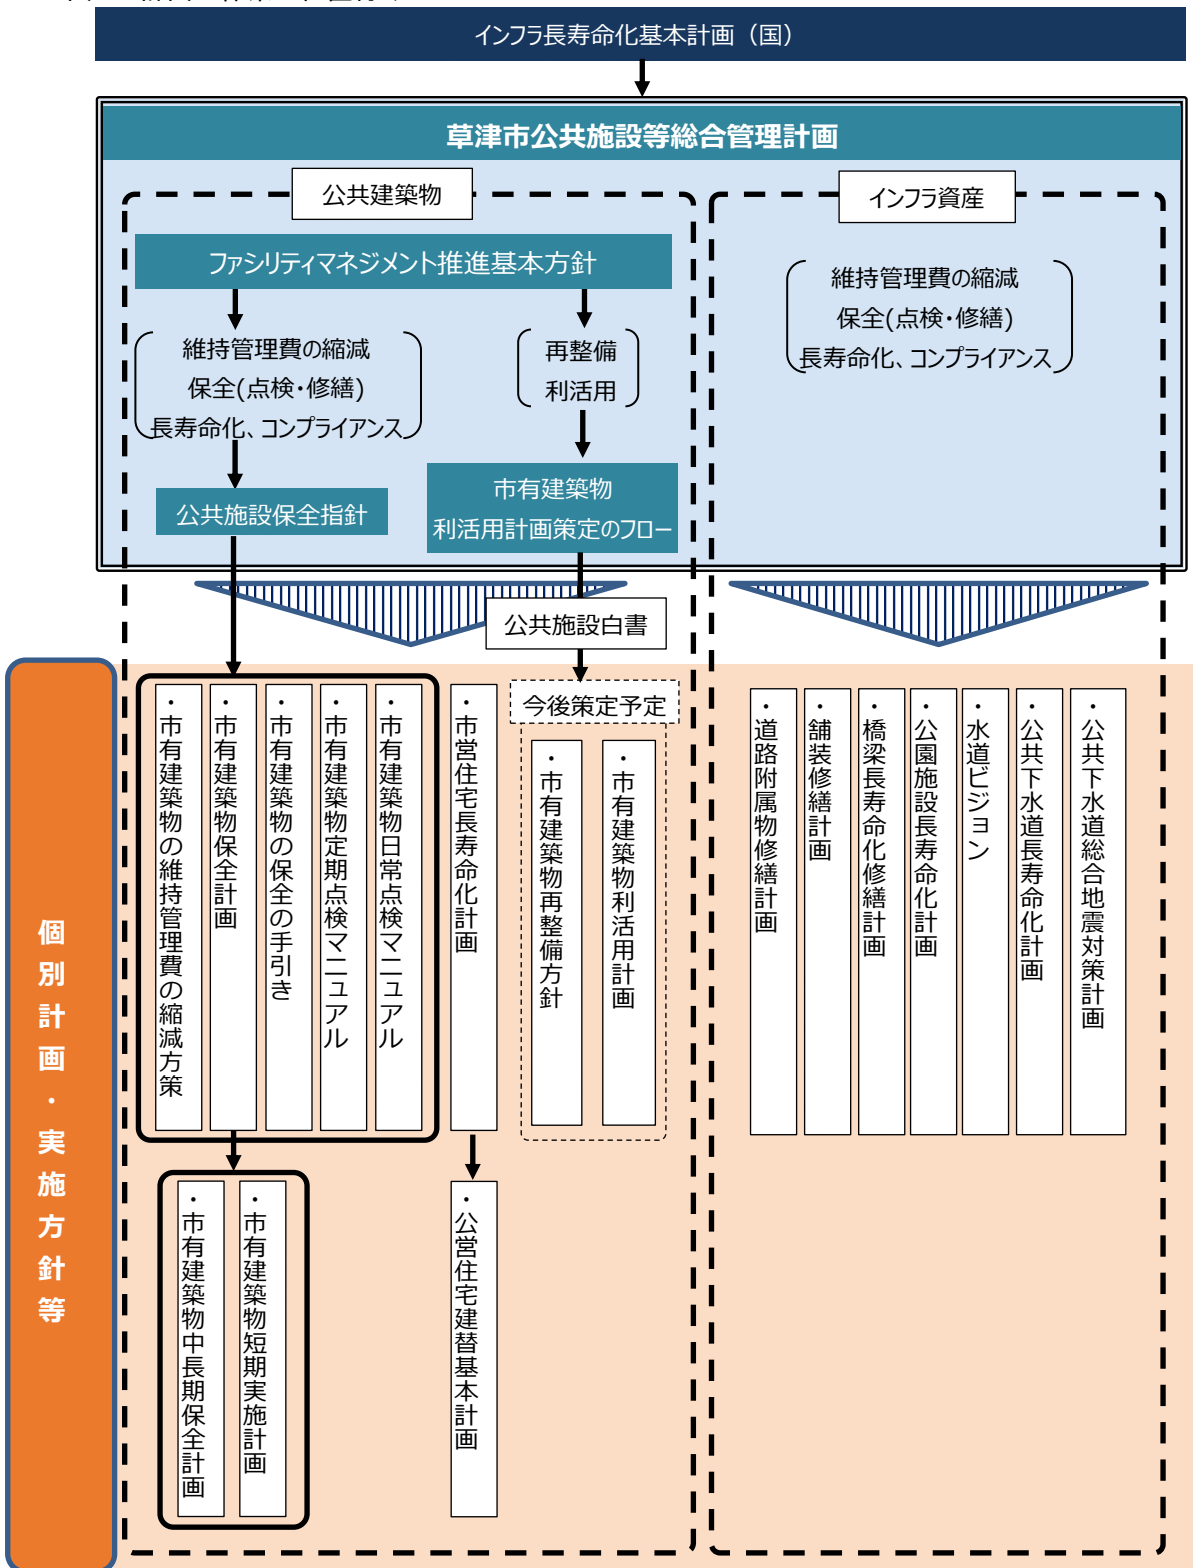 インフラ長寿命化基本計画（国）
草津市公共施設等総合管理計画
公共建築物
インフラ資産
ファシリティマネジメント推進基本方針
維持管理費の縮減
保全(点検・修繕)
長寿命化、コンプライアンス
再整備
利活用
維持管理費の縮減
保全(点検・修繕)
長寿命化、コンプライアンス
公共施設保全指針
市有建築物
利活用計画策定のフロー
公共施設白書
個別計画・実施方針等
・市有建築物の維持管理費の縮減方策
・市有建築物保全計画
・市有建築物の保全の手引き
・市有建築物定期点検マニュアル
・市有建築物日常点検マニュアル
・市営住宅長寿命化計画
今後策定予定
・市有建築物再整備方針
・市有建築物利活用計画
・道路附属物修繕計画
・舗装修繕計画
・橋梁長寿命化修繕計画
・公園施設長寿命化計画
・水道ビジョン
・公共下水道長寿命化計画
・公共下水道総合地震対策計画
・市有建築物中長期保全計画
・市有建築物短期実施計画
・公営住宅建替基本計画